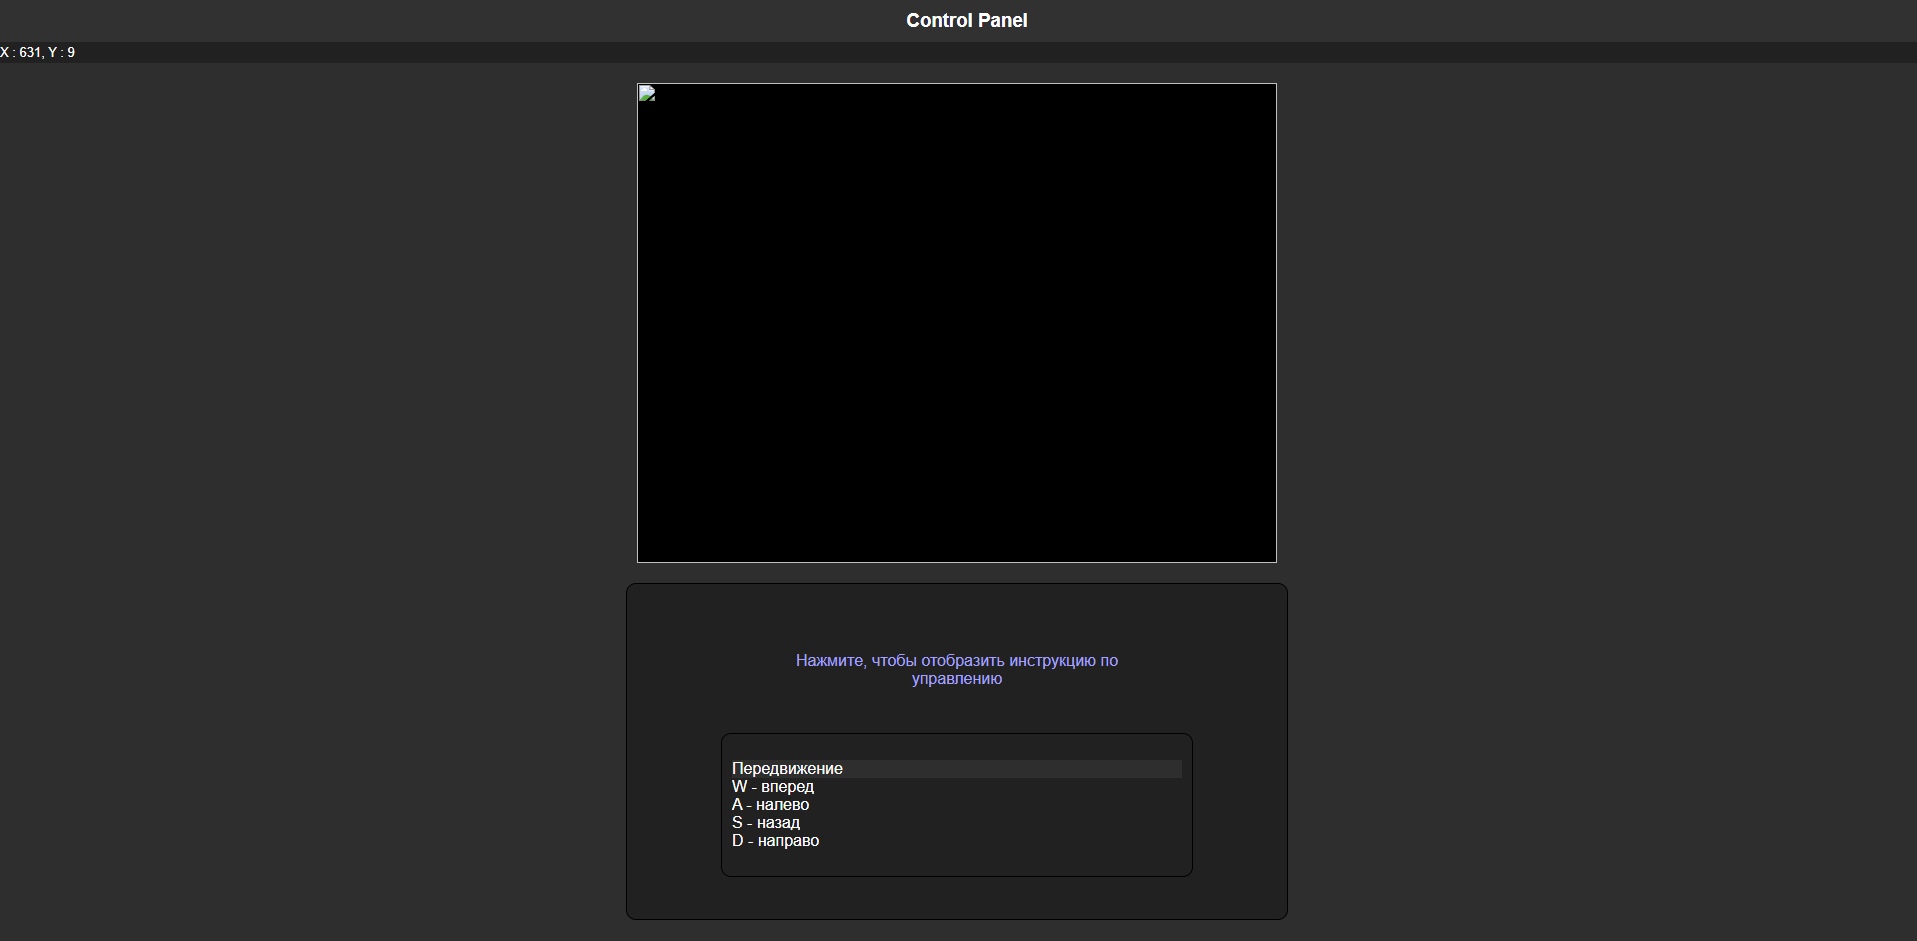 Control Panel
X : 631, Y : 9
Нажмите, чтобы отобразить инструкцию по
управлению
Передвижение
W - вперед
A - налево
S - назад
D - направо